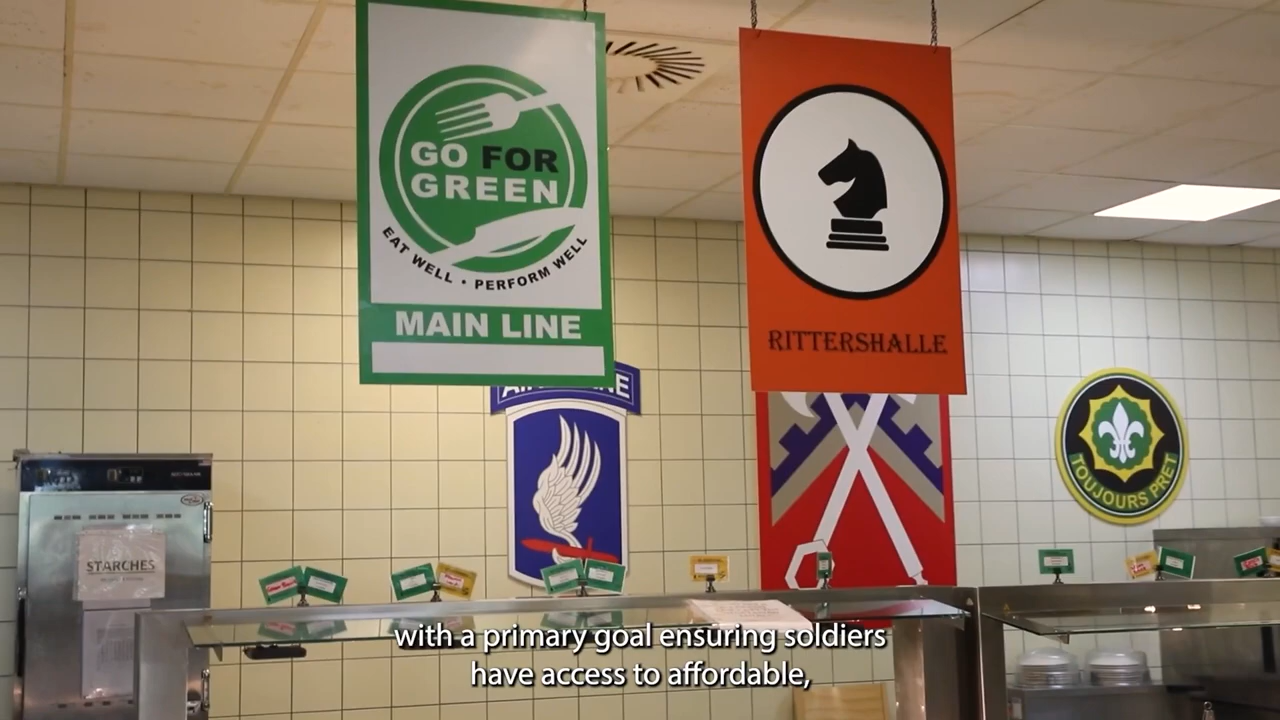 GO FOR
GREEN
EAT WELL • PERFORM WELL
MAIN LINE
RITTERSHALLE
TOUJOURS PRET
STARCHES
with a primary goal ensuring soldiers
have access to affordable,